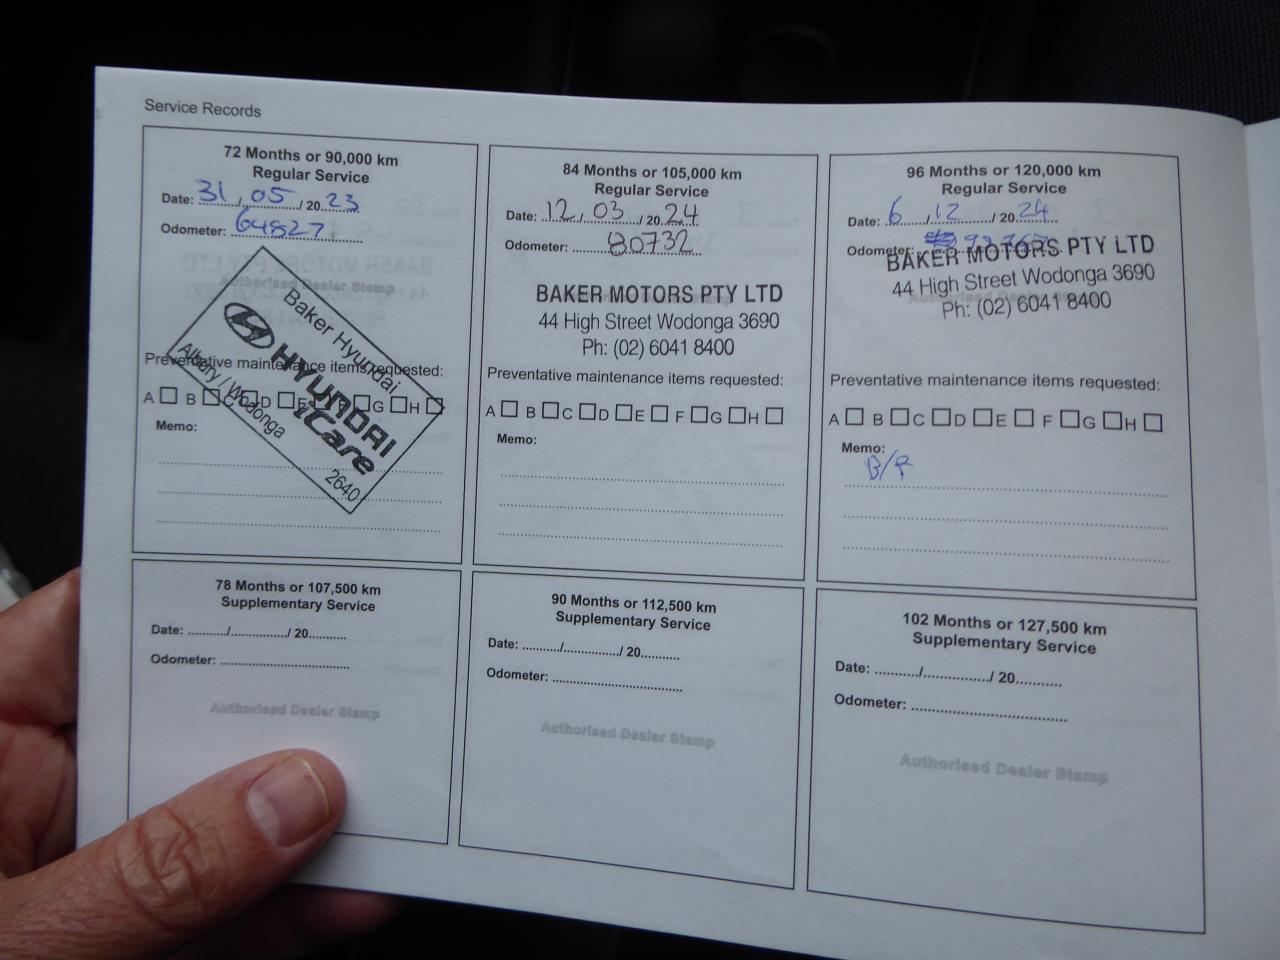 Service Records
72 Months or 90,000 km
Regular Service
Date: 31 / 05 / 20 23
Odometer: 64827
Authorised Dealer Stamp
Baker Hyundai
HYUNDAI
iCare
Albury / Wodonga
2640
Preventative maintenance items requested:
A B C D E F G H
Memo:
84 Months or 105,000 km
Regular Service
Date: 12 / 03 / 20 24
Odometer: 80732
BAKER MOTORS PTY LTD
44 High Street Wodonga 3690
Ph: (02) 6041 8400
Preventative maintenance items requested:
A B C D E F G H
Memo:
96 Months or 120,000 km
Regular Service
Date: 6 / 12 / 20 24
Odometer:
BAKER MOTORS PTY LTD
44 High Street Wodonga 3690
Ph: (02) 6041 8400
Preventative maintenance items requested:
A B C D E F G H
Memo:
B/F
78 Months or 107,500 km
Supplementary Service
Date: ........../............../ 20..........
Odometer: ..................................
Authorised Dealer Stamp
90 Months or 112,500 km
Supplementary Service
Date: ........../............../ 20..........
Odometer: ..................................
Authorised Dealer Stamp
102 Months or 127,500 km
Supplementary Service
Date: ........../............../ 20..........
Odometer: ..................................
Authorised Dealer Stamp